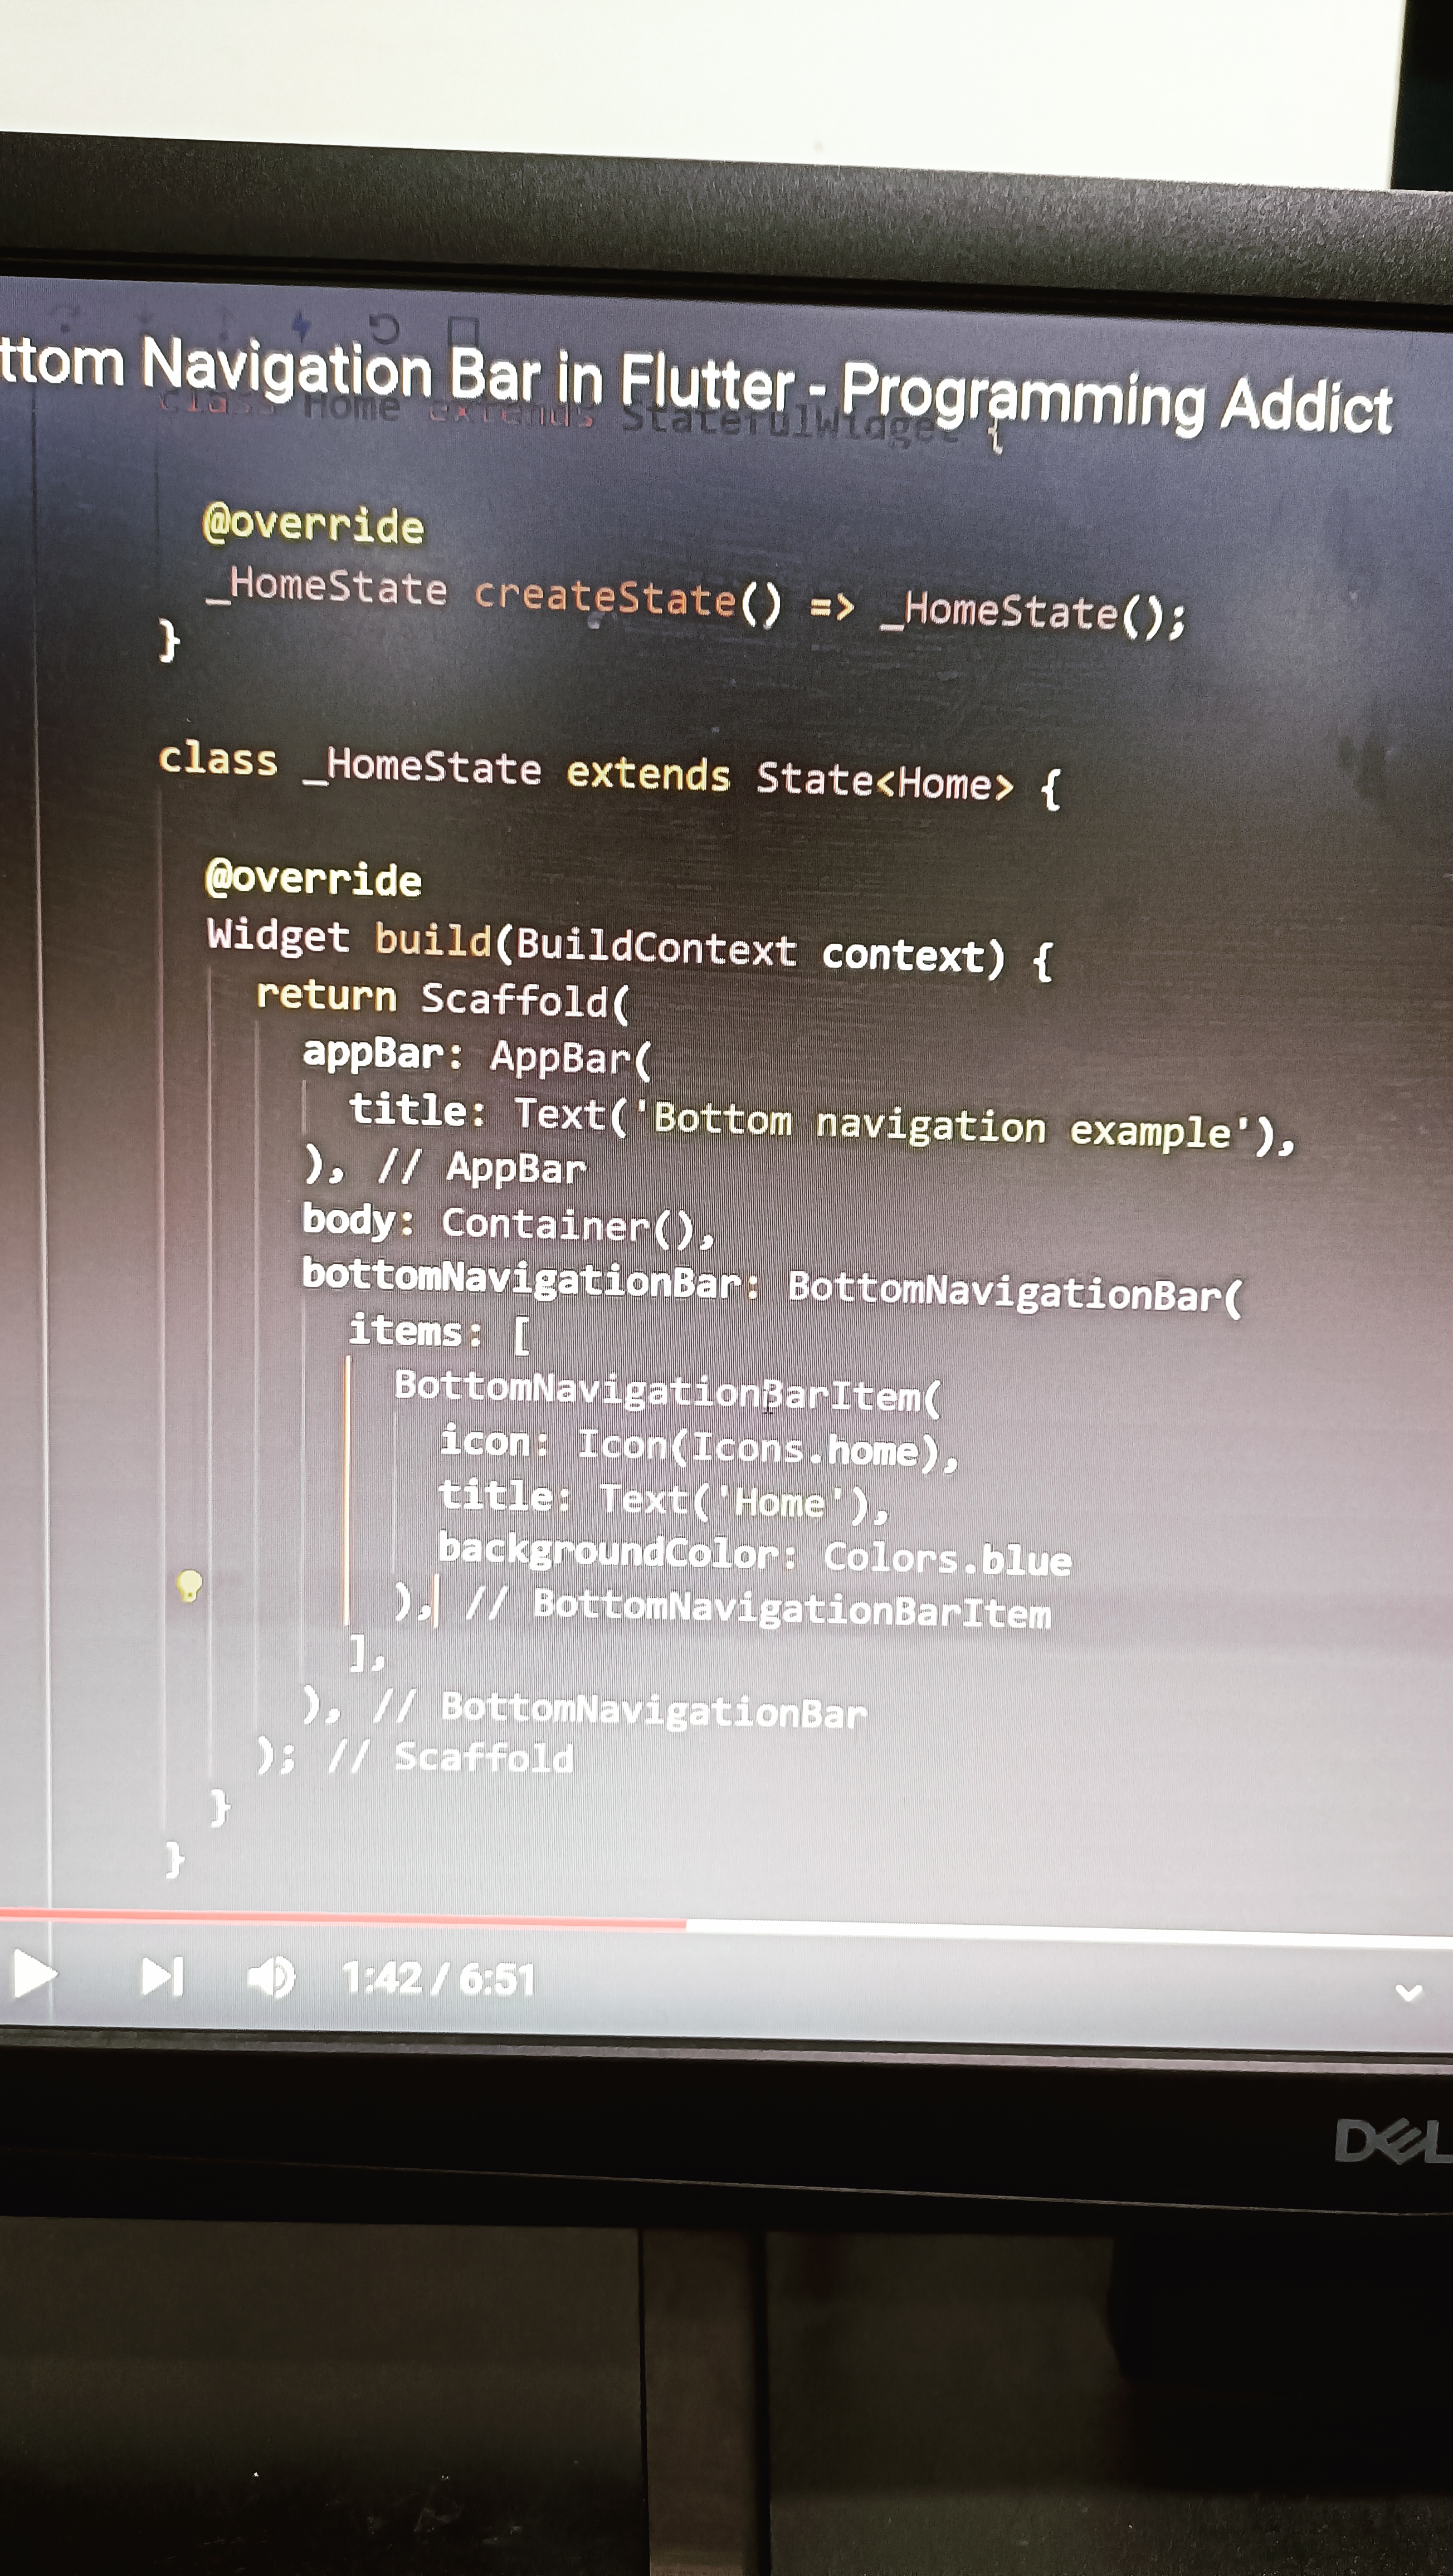 ttom Navigation Bar in Flutter - Programming Addict
class Home extends StatefulWidget {
@override
_HomeState createState() => _HomeState();
}
class _HomeState extends State<Home> {
@override
Widget build(BuildContext context) {
return Scaffold(
appBar: AppBar(
title: Text('Bottom navigation example'),
), // AppBar
body: Container(),
bottomNavigationBar: BottomNavigationBar(
items: [
BottomNavigationBarItem(
icon: Icon(Icons.home),
title: Text('Home'),
backgroundColor: Colors.blue
), // BottomNavigationBarItem
],
), // BottomNavigationBar
); // Scaffold
}
}
1:42 / 6:51
DEL